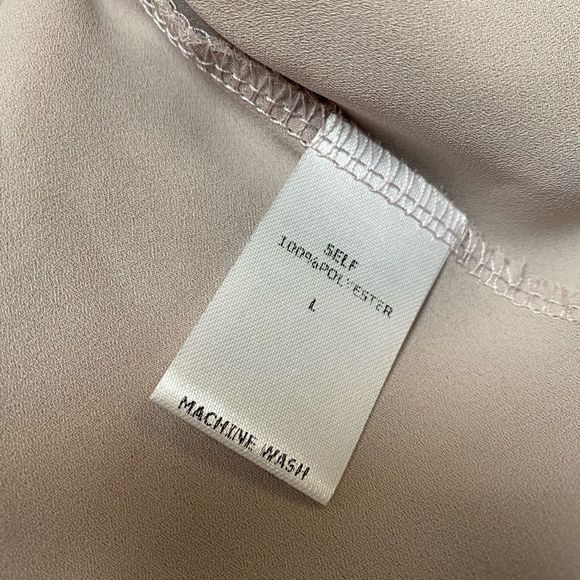 SELF
100%POLYESTER
L
MACHINE WASH